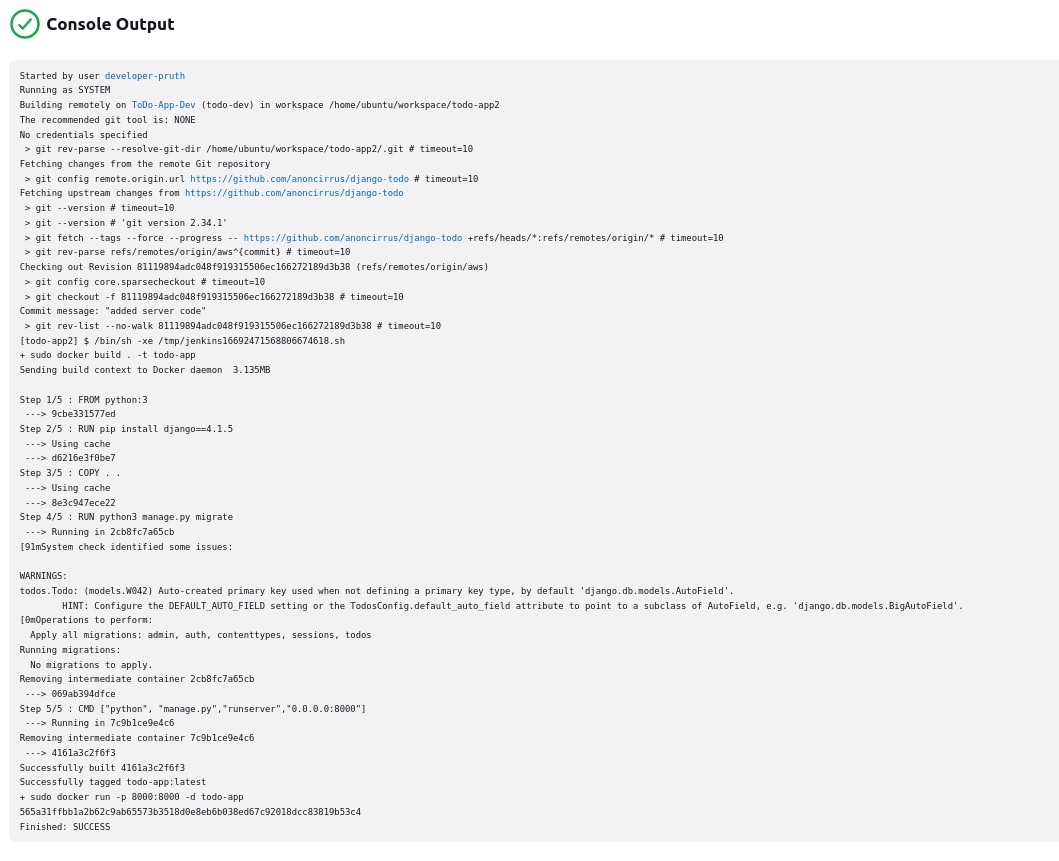 Console Output
Started by user developer-pruth
Running as SYSTEM
Building remotely on ToDo-App-Dev (todo-dev) in workspace /home/ubuntu/workspace/todo-app2
The recommended git tool is: NONE
No credentials specified
 > git rev-parse --resolve-git-dir /home/ubuntu/workspace/todo-app2/.git # timeout=10
Fetching changes from the remote Git repository
 > git config remote.origin.url https://github.com/anoncirrus/django-todo # timeout=10
Fetching upstream changes from https://github.com/anoncirrus/django-todo
 > git --version # timeout=10
 > git --version # 'git version 2.34.1'
 > git fetch --tags --force --progress -- https://github.com/anoncirrus/django-todo +refs/heads/*:refs/remotes/origin/* # timeout=10
 > git rev-parse refs/remotes/origin/aws^{commit} # timeout=10
Checking out Revision 81119894adc048f919315506ec166272189d3b38 (refs/remotes/origin/aws)
 > git config core.sparsecheckout # timeout=10
 > git checkout -f 81119894adc048f919315506ec166272189d3b38 # timeout=10
Commit message: "added server code"
 > git rev-list --no-walk 81119894adc048f919315506ec166272189d3b38 # timeout=10
[todo-app2] $ /bin/sh -xe /tmp/jenkins16692471568806674618.sh
+ sudo docker build . -t todo-app
Sending build context to Docker daemon  3.135MB
Step 1/5 : FROM python:3
 ---> 9cbe331577ed
Step 2/5 : RUN pip install django==4.1.5
 ---> Using cache
 ---> d6216e3f0be7
Step 3/5 : COPY . .
 ---> Using cache
 ---> 8e3c947ece22
Step 4/5 : RUN python3 manage.py migrate
 ---> Running in 2cb8fc7a65cb
[91mSystem check identified some issues:
WARNINGS:
todos.Todo: (models.W042) Auto-created primary key used when not defining a primary key type, by default 'django.db.models.AutoField'.
        HINT: Configure the DEFAULT_AUTO_FIELD setting or the TodosConfig.default_auto_field attribute to point to a subclass of AutoField, e.g. 'django.db.models.BigAutoField'.
[0mOperations to perform:
  Apply all migrations: admin, auth, contenttypes, sessions, todos
Running migrations:
  No migrations to apply.
Removing intermediate container 2cb8fc7a65cb
 ---> 069ab394dfce
Step 5/5 : CMD ["python", "manage.py","runserver","0.0.0.0:8000"]
 ---> Running in 7c9b1ce9e4c6
Removing intermediate container 7c9b1ce9e4c6
 ---> 4161a3c2f6f3
Successfully built 4161a3c2f6f3
Successfully tagged todo-app:latest
+ sudo docker run -p 8000:8000 -d todo-app
565a31ffbb1a2b62c9ab65573b3518d0e8eb6b038ed67c92018dcc83819b53c4
Finished: SUCCESS